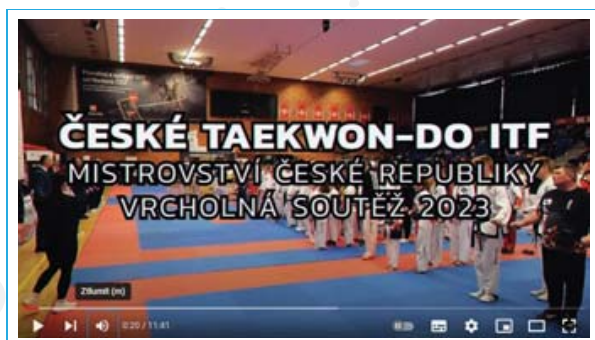 ČESKÉ TAEKWON-DO ITF
MISTROVSTVÍ ČESKÉ REPUBLIKY
VRCHOLNÁ SOUTĚŽ 2023
Ztlumit (m)
0:20 / 11:41